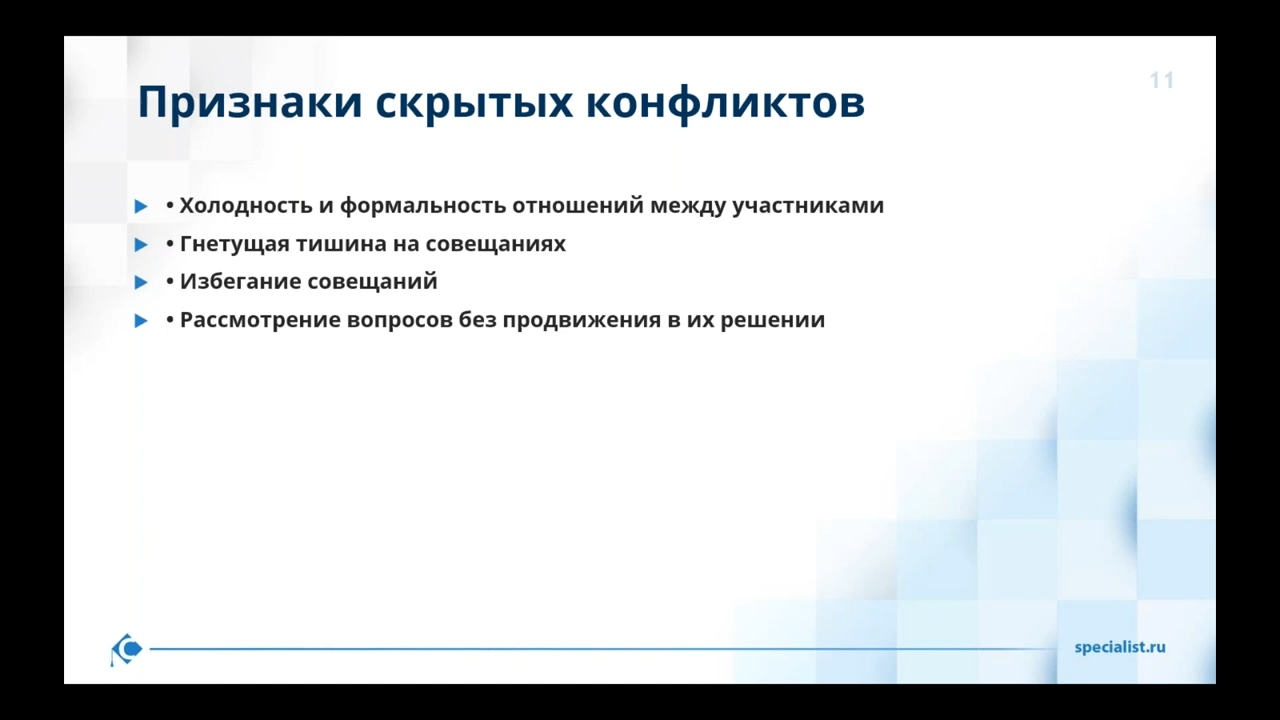 11
Признаки скрытых конфликтов
• Холодность и формальность отношений между участниками
• Гнетущая тишина на совещаниях
• Избегание совещаний
• Рассмотрение вопросов без продвижения в их решении
specialist.ru